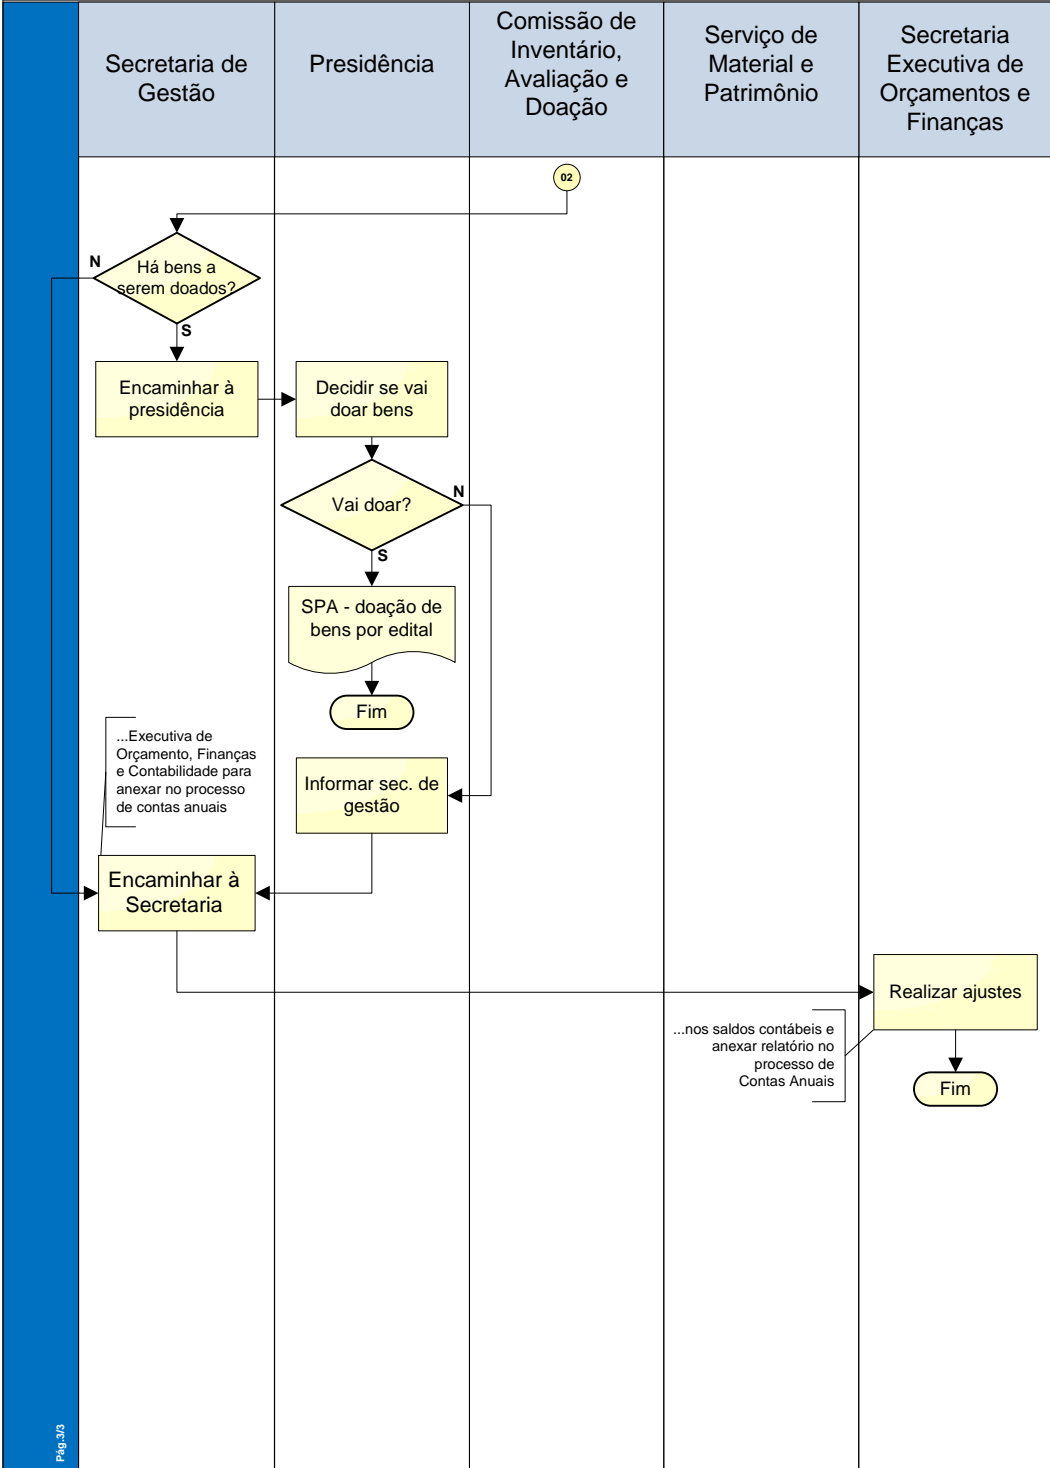 Secretaria de
Gestão
Presidência
Comissão de
Inventário,
Avaliação e
Doação
Serviço de
Material e
Patrimônio
Secretaria
Executiva de
Orçamentos e
Finanças
02
Há bens a
serem doados?
N
S
Encaminhar à
presidência
Decidir se vai
doar bens
Vai doar?
N
S
SPA - doação de
bens por edital
Fim
...Executiva de
Orçamento, Finanças
e Contabilidade para
anexar no processo
de contas anuais
Informar sec. de
gestão
Encaminhar à
Secretaria
Realizar ajustes
...nos saldos contábeis e
anexar relatório no
processo de
Contas Anuais
Fim
Pág.3/3